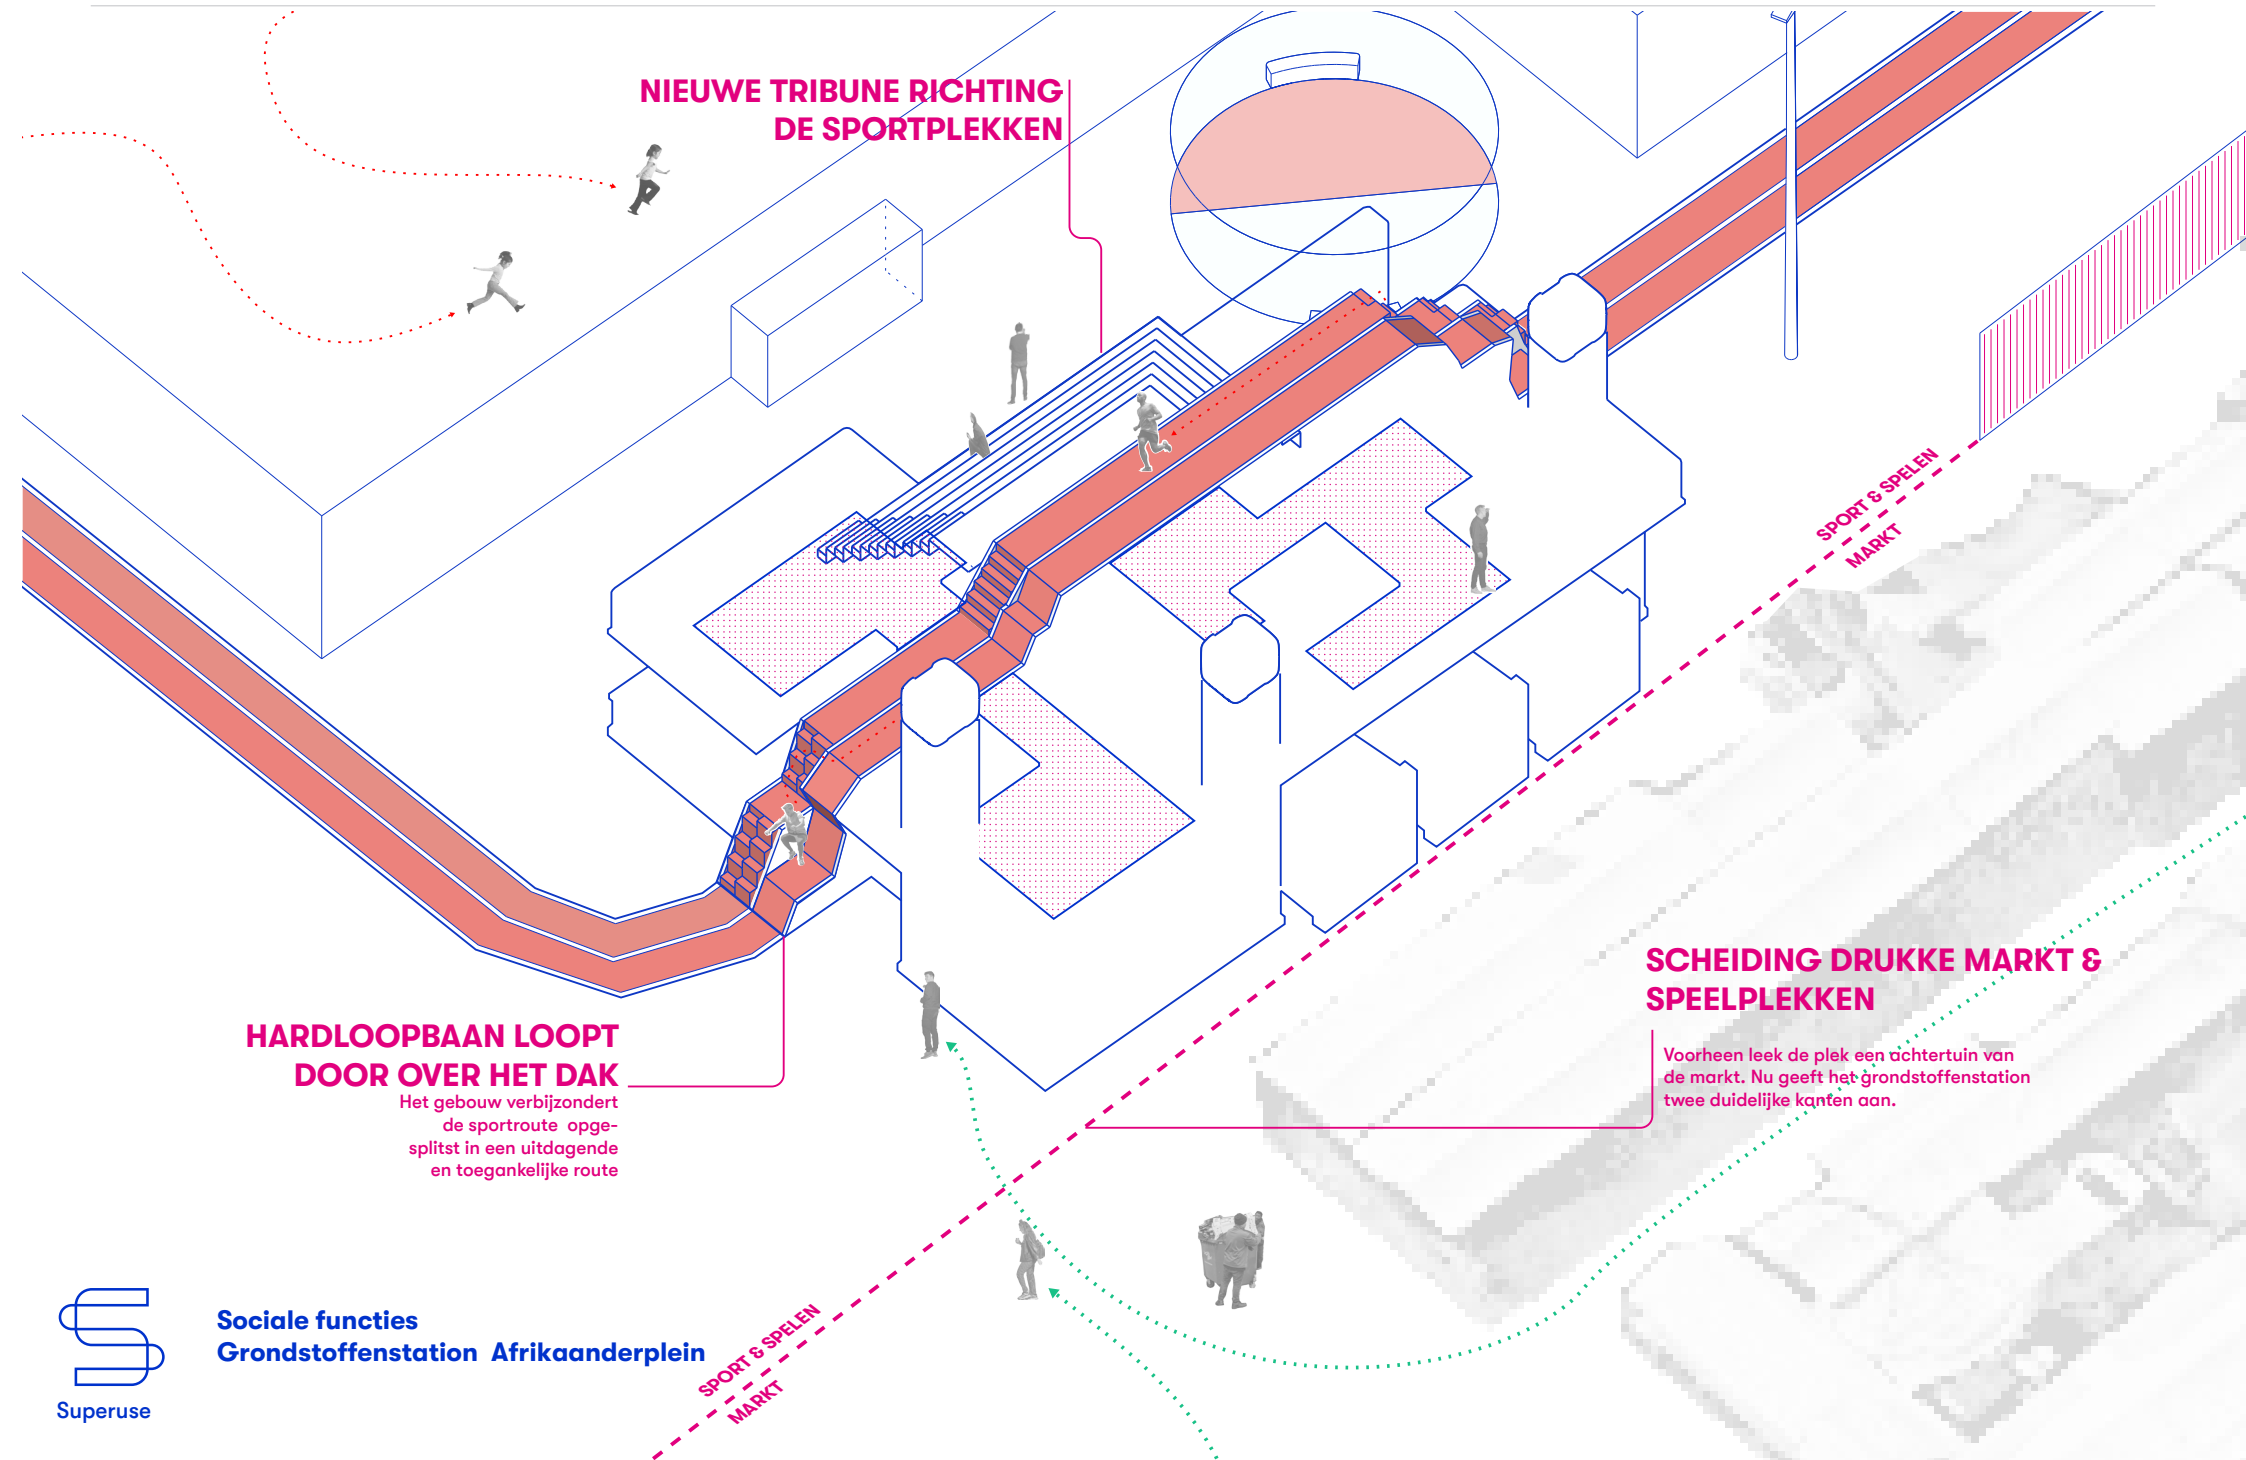 NIEUWE TRIBUNE RICHTING
DE SPORTPLEKKEN
SPORT & SPELEN
MARKT
SCHEIDING DRUKKE MARKT &
SPEELPLEKKEN
Voorheen leek de plek een achtertuin van
de markt. Nu geeft het grondstoffenstation
twee duidelijke kanten aan.
HARDLOOPBAAN LOOPT
DOOR OVER HET DAK
Het gebouw verbijzondert
de sportroute opge-
splitst in een uitdagende
en toegankelijke route
SPORT & SPELEN
MARKT
Sociale functies
Grondstoffenstation Afrikaanderplein
Superuse